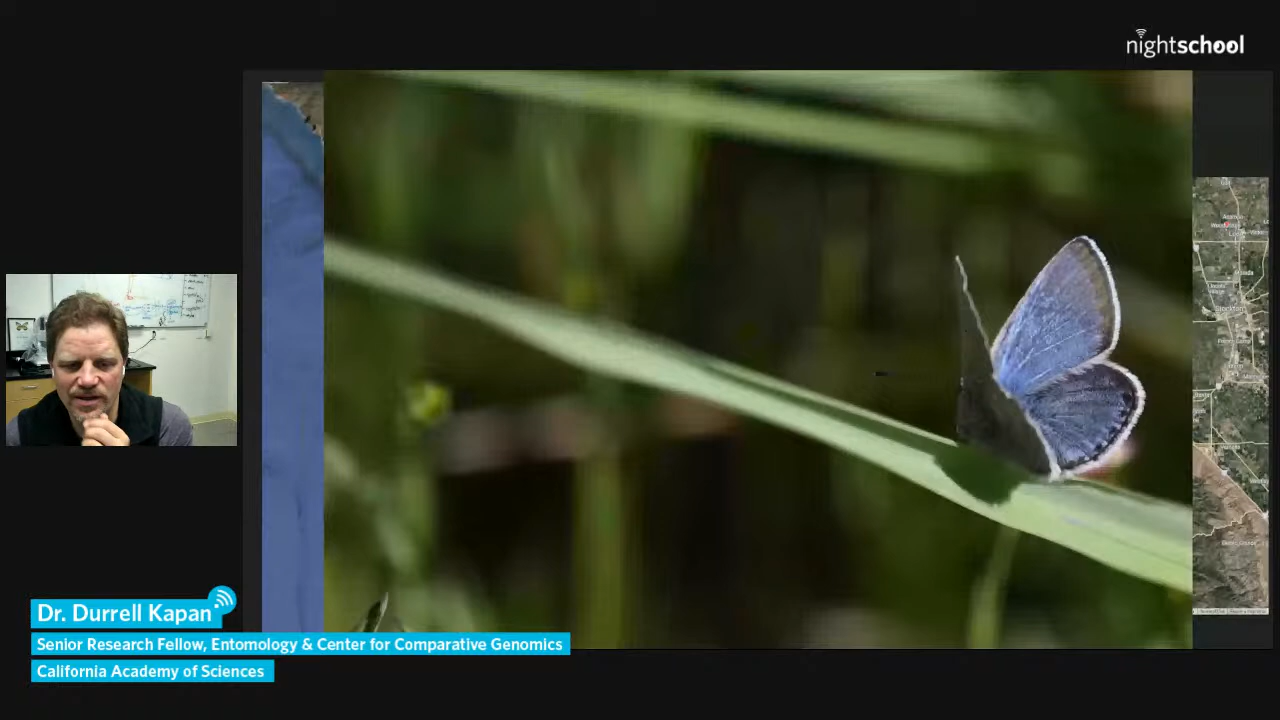 nightschool
Dr. Durrell Kapan
Senior Research Fellow, Entomology & Center for Comparative Genomics
California Academy of Sciences